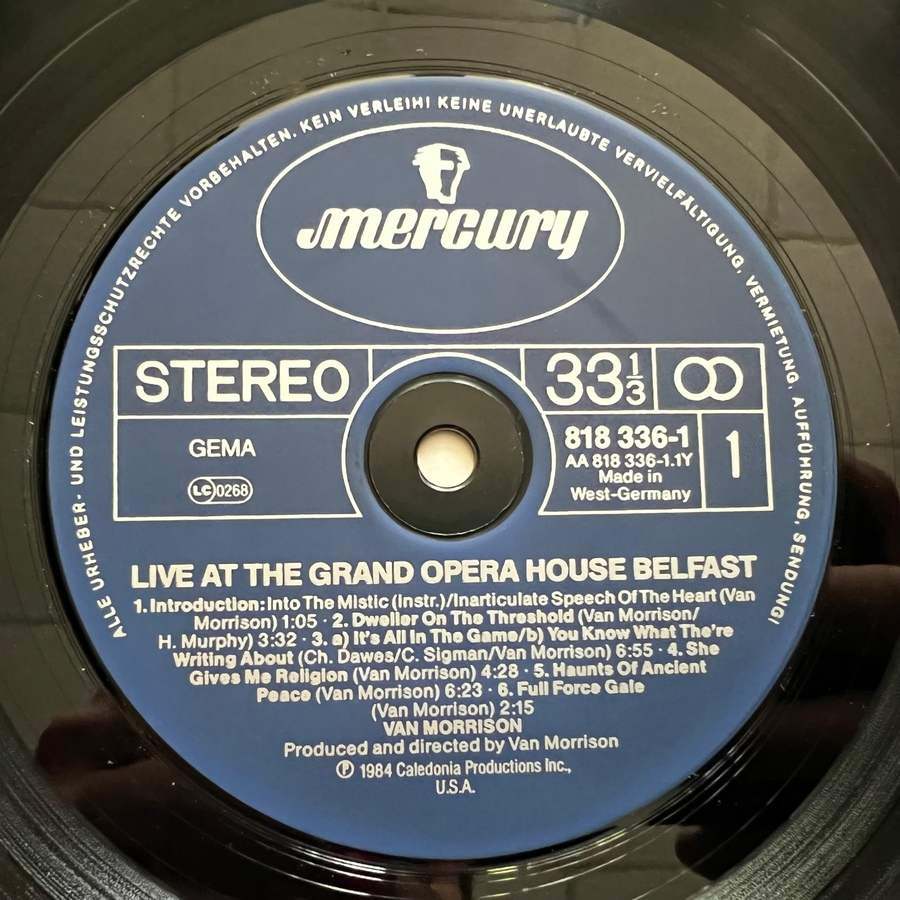 ALLE URHEBER- UND LEISTUNGSSCHUTZRECHTE VORBEHALTEN. KEIN VERLEIH! KEINE UNERLAUBTE VERVIELFÄLTIGUNG, VERMIETUNG, AUFFÜHRUNG, SENDUNG!
mercury
STEREO
33 1/3
GEMA
LC 0268
818 336-1
AA 818 336-1.1Y
Made in
West-Germany
1
LIVE AT THE GRAND OPERA HOUSE BELFAST
1. Introduction: Into The Mistic (Instr.)/Inarticulate Speech Of The Heart (Van
Morrison) 1:05 · 2. Dweller On The Threshold (Van Morrison/
H. Murphy) 3:32 · 3. a) It's All In The Game/b) You Know What The're
Writing About (Ch. Dawes/C. Sigman/Van Morrison) 6:55 · 4. She
Gives Me Religion (Van Morrison) 4:28 · 5. Haunts Of Ancient
Peace (Van Morrison) 6:23 · 6. Full Force Gale
(Van Morrison) 2:15
VAN MORRISON
Produced and directed by Van Morrison
Ⓟ 1984 Caledonia Productions Inc.,
U.S.A.